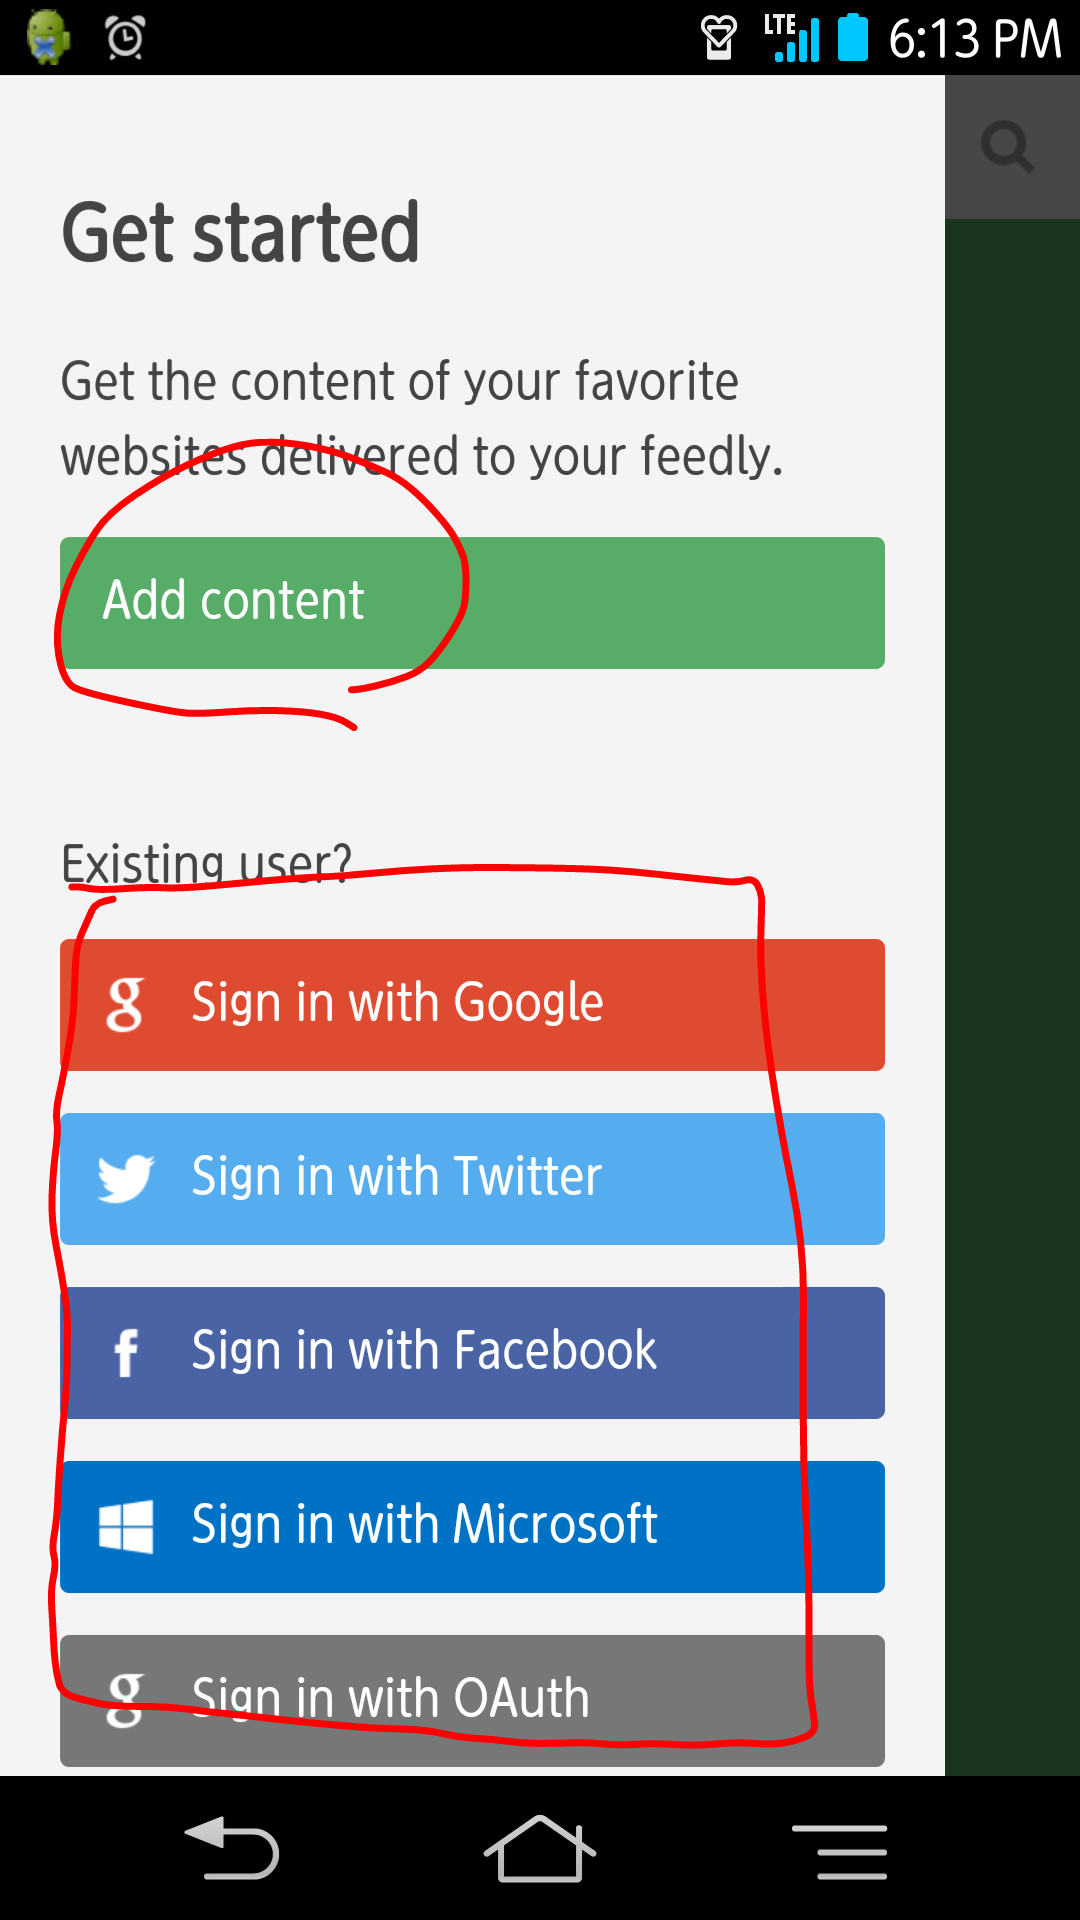 LTE 6:13 PM
Get started
Get the content of your favorite
websites delivered to your feedly.
Add content
Existing user?
g Sign in with Google
Sign in with Twitter
f Sign in with Facebook
Sign in with Microsoft
g Sign in with OAuth